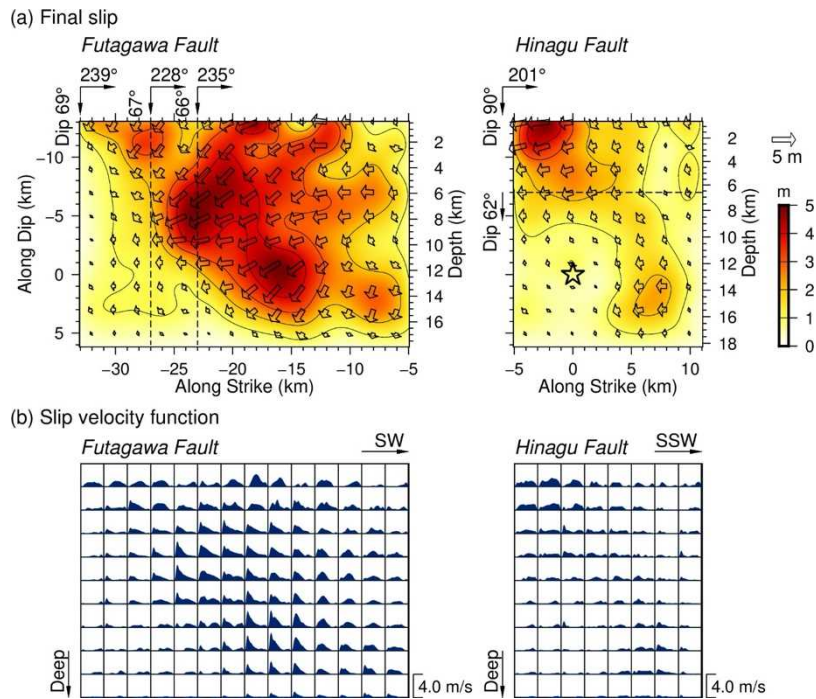 (a) Final slip
Futagawa Fault
Hinagu Fault
239° 228° 235°
201°
Dip 69° 67° 66°
Dip 90°
Dip 62°
5 m
m
5
4
3
2
1
0
Along Dip (km)
−10
−5
0
5
Depth (km)
2
4
6
8
10
12
14
16
−30 −25 −20 −15 −10 −5
Along Strike (km)
Depth (km)
2
4
6
8
10
12
14
16
18
−5 0 5 10
Along Strike (km)
(b) Slip velocity function
Futagawa Fault
SW
Hinagu Fault
SSW
Deep
4.0 m/s
Deep
4.0 m/s